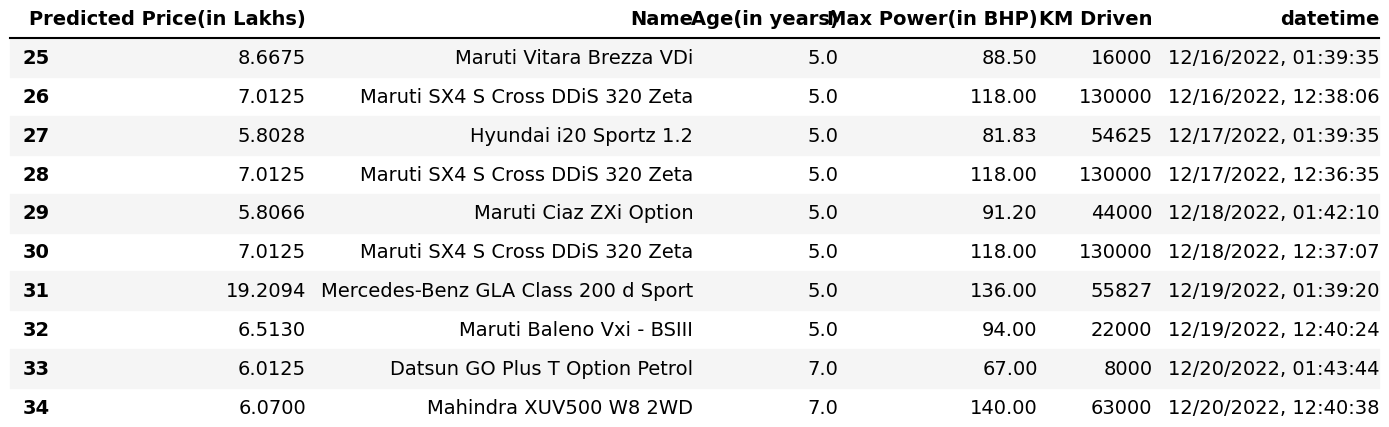 Predicted Price(in Lakhs) Name Age(in years) Max Power(in BHP) KM Driven datetime
25 8.6675 Maruti Vitara Brezza VDi 5.0 88.50 16000 12/16/2022, 01:39:35
26 7.0125 Maruti SX4 S Cross DDiS 320 Zeta 5.0 118.00 130000 12/16/2022, 12:38:06
27 5.8028 Hyundai i20 Sportz 1.2 5.0 81.83 54625 12/17/2022, 01:39:35
28 7.0125 Maruti SX4 S Cross DDiS 320 Zeta 5.0 118.00 130000 12/17/2022, 12:36:35
29 5.8066 Maruti Ciaz ZXi Option 5.0 91.20 44000 12/18/2022, 01:42:10
30 7.0125 Maruti SX4 S Cross DDiS 320 Zeta 5.0 118.00 130000 12/18/2022, 12:37:07
31 19.2094 Mercedes-Benz GLA Class 200 d Sport 5.0 136.00 55827 12/19/2022, 01:39:20
32 6.5130 Maruti Baleno Vxi - BSIII 5.0 94.00 22000 12/19/2022, 12:40:24
33 6.0125 Datsun GO Plus T Option Petrol 7.0 67.00 8000 12/20/2022, 01:43:44
34 6.0700 Mahindra XUV500 W8 2WD 7.0 140.00 63000 12/20/2022, 12:40:38